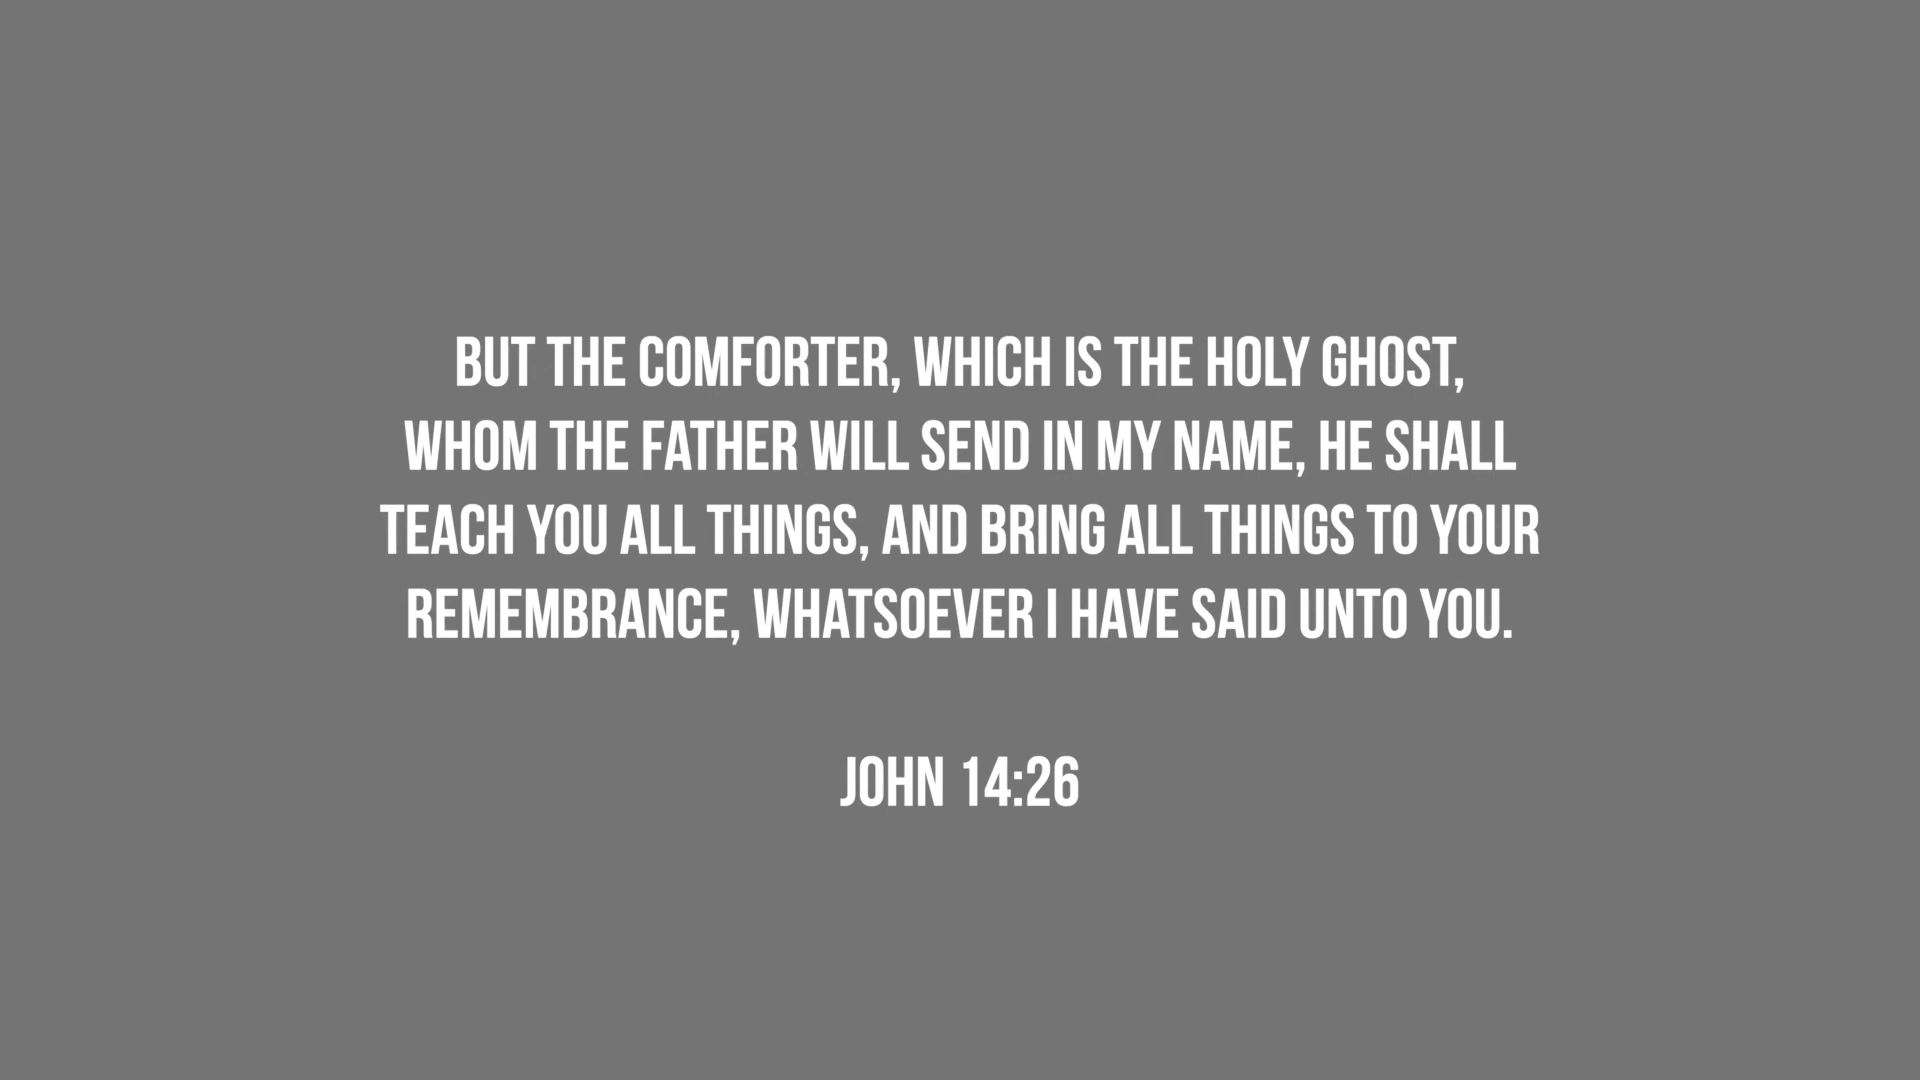 BUT THE COMFORTER, WHICH IS THE HOLY GHOST,
WHOM THE FATHER WILL SEND IN MY NAME, HE SHALL
TEACH YOU ALL THINGS, AND BRING ALL THINGS TO YOUR
REMEMBRANCE, WHATSOEVER I HAVE SAID UNTO YOU.
JOHN 14:26